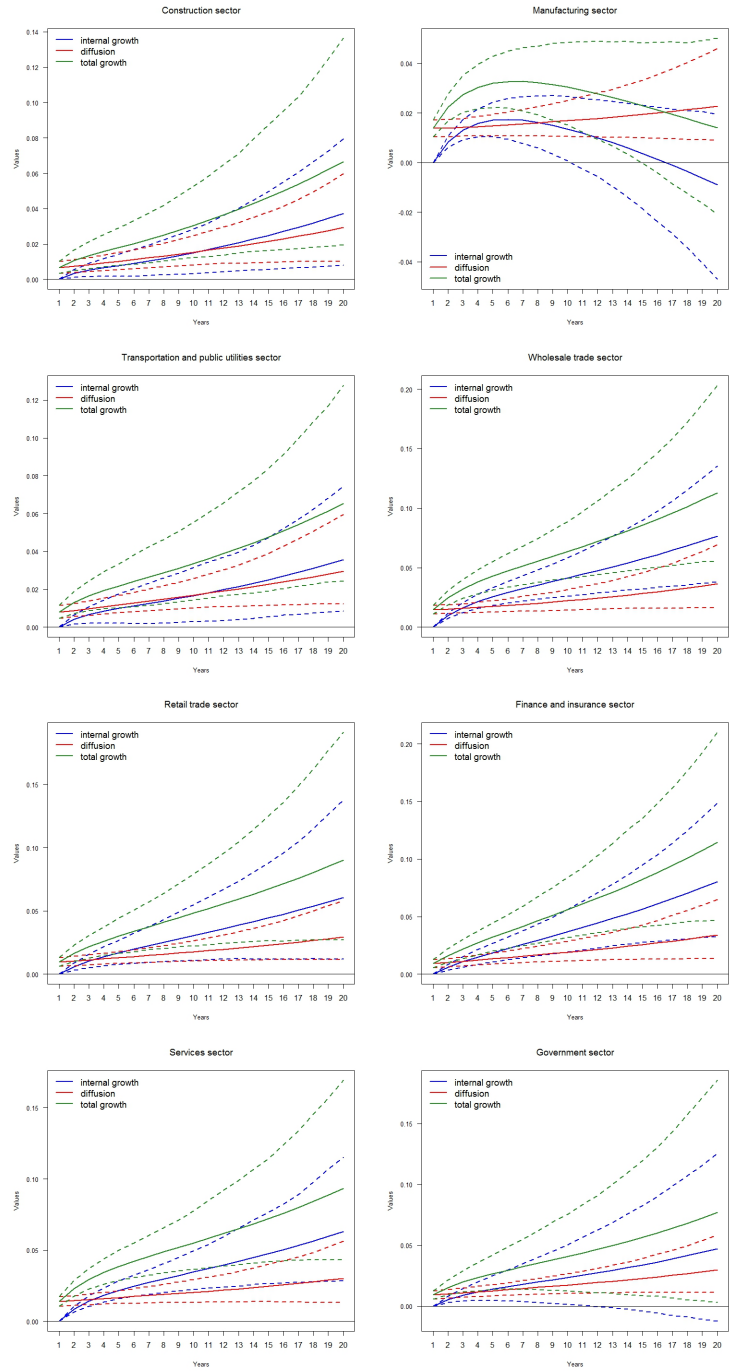 Construction sector
internal growth
diffusion
total growth
0.14
0.12
0.10
0.08
0.06
0.04
0.02
0.00
Values
1 2 3 4 5 6 7 8 9 10 11 12 13 14 15 16 17 18 19 20
Years
Manufacturing sector
0.04
0.02
0.00
-0.02
-0.04
Values
internal growth
diffusion
total growth
1 2 3 4 5 6 7 8 9 10 11 12 13 14 15 16 17 18 19 20
Years
Transportation and public utilities sector
internal growth
diffusion
total growth
0.12
0.10
0.08
0.06
0.04
0.02
0.00
Values
1 2 3 4 5 6 7 8 9 10 11 12 13 14 15 16 17 18 19 20
Years
Wholesale trade sector
internal growth
diffusion
total growth
0.20
0.15
0.10
0.05
0.00
Values
1 2 3 4 5 6 7 8 9 10 11 12 13 14 15 16 17 18 19 20
Years
Retail trade sector
internal growth
diffusion
total growth
0.15
0.10
0.05
0.00
Values
1 2 3 4 5 6 7 8 9 10 11 12 13 14 15 16 17 18 19 20
Years
Finance and insurance sector
internal growth
diffusion
total growth
0.20
0.15
0.10
0.05
0.00
Values
1 2 3 4 5 6 7 8 9 10 11 12 13 14 15 16 17 18 19 20
Years
Services sector
internal growth
diffusion
total growth
0.15
0.10
0.05
0.00
Values
1 2 3 4 5 6 7 8 9 10 11 12 13 14 15 16 17 18 19 20
Years
Government sector
internal growth
diffusion
total growth
0.15
0.10
0.05
0.00
Values
1 2 3 4 5 6 7 8 9 10 11 12 13 14 15 16 17 18 19 20
Years